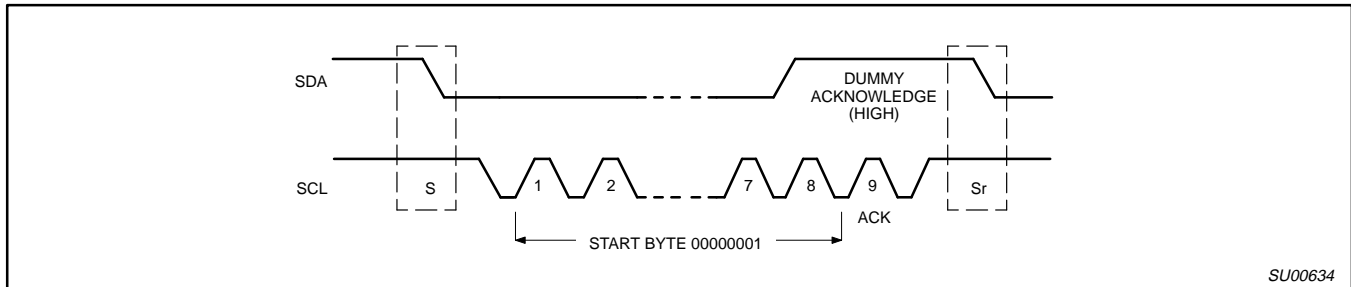 SDA
DUMMY
ACKNOWLEDGE
(HIGH)
SCL
S
1
2
7
8
9
Sr
ACK
START BYTE 00000001
SU00634